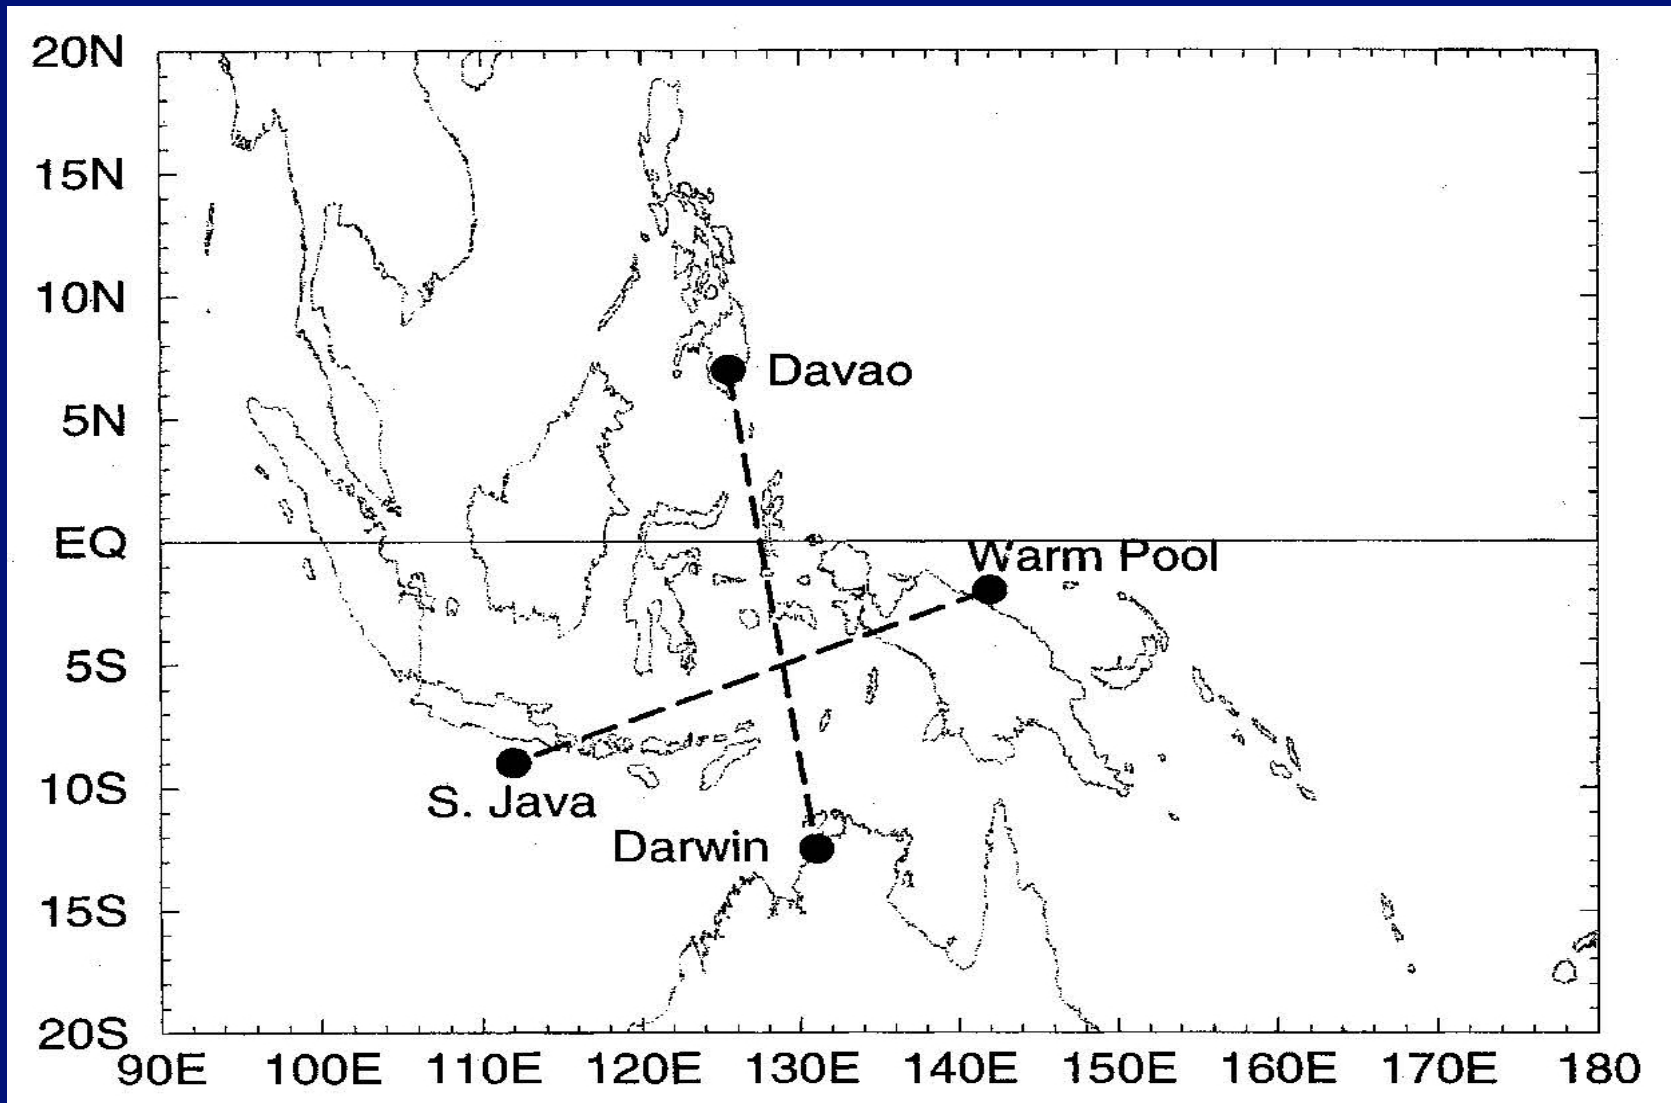 20N
15N
10N
Davao
5N
EQ
Warm Pool
5S
10S
S. Java
Darwin
15S
20S
90E 100E 110E 120E 130E 140E 150E 160E 170E 180